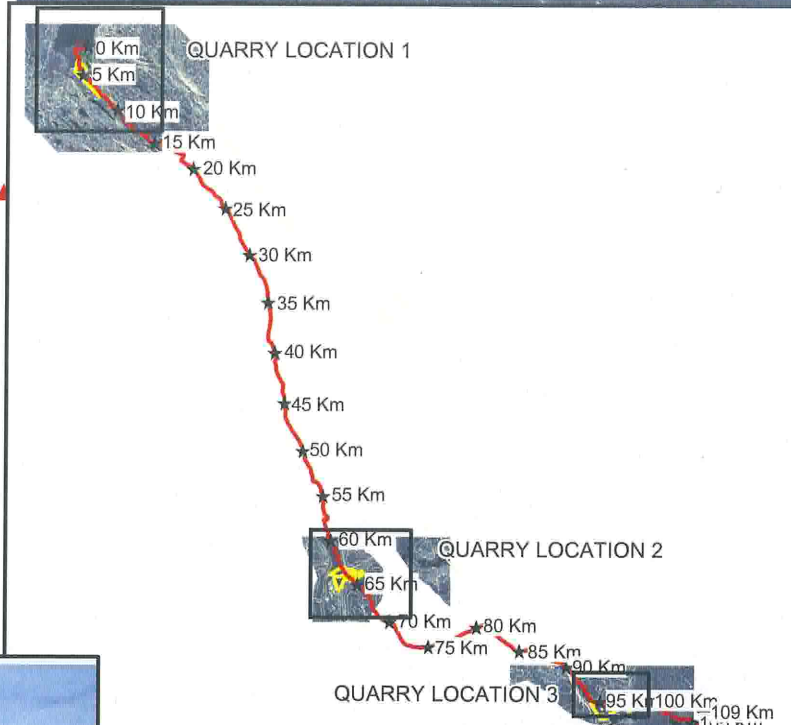 0 Km
QUARRY LOCATION 1
5 Km
10 Km
15 Km
20 Km
25 Km
30 Km
35 Km
40 Km
45 Km
50 Km
55 Km
60 Km
QUARRY LOCATION 2
65 Km
70 Km
80 Km
75 Km
85 Km
90 Km
QUARRY LOCATION 3
95 Km
100 Km
109 Km